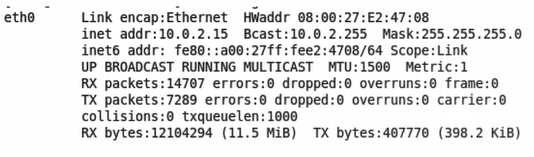 eth0 Link encap:Ethernet HWaddr 08:00:27:E2:47:08
inet addr:10.0.2.15 Bcast:10.0.2.255 Mask:255.255.255.0
inet6 addr: fe80::a00:27ff:fee2:4708/64 Scope:Link
UP BROADCAST RUNNING MULTICAST MTU:1500 Metric:1
RX packets:14707 errors:0 dropped:0 overruns:0 frame:0
TX packets:7289 errors:0 dropped:0 overruns:0 carrier:0
collisions:0 txqueuelen:1000
RX bytes:12104294 (11.5 MiB) TX bytes:407770 (398.2 KiB)